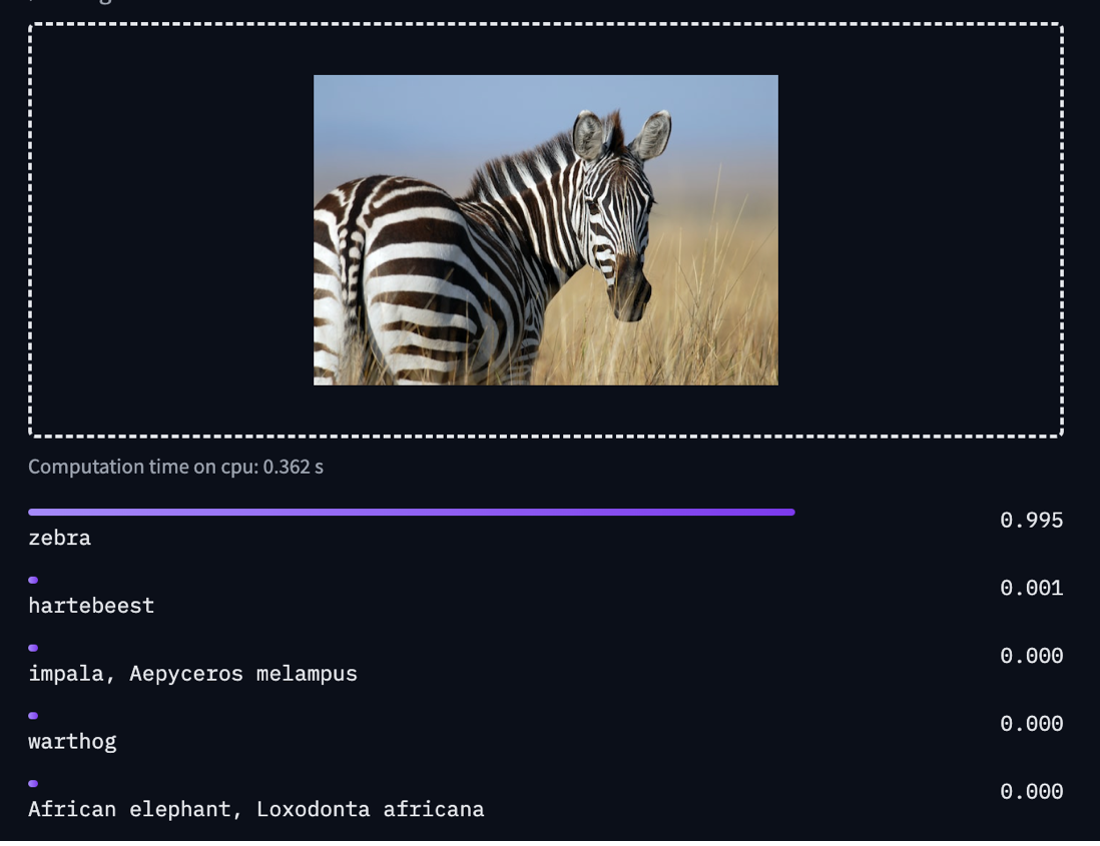 Computation time on cpu: 0.362 s
0.995
zebra
0.001
hartebeest
0.000
impala, Aepyceros melampus
0.000
warthog
0.000
African elephant, Loxodonta africana